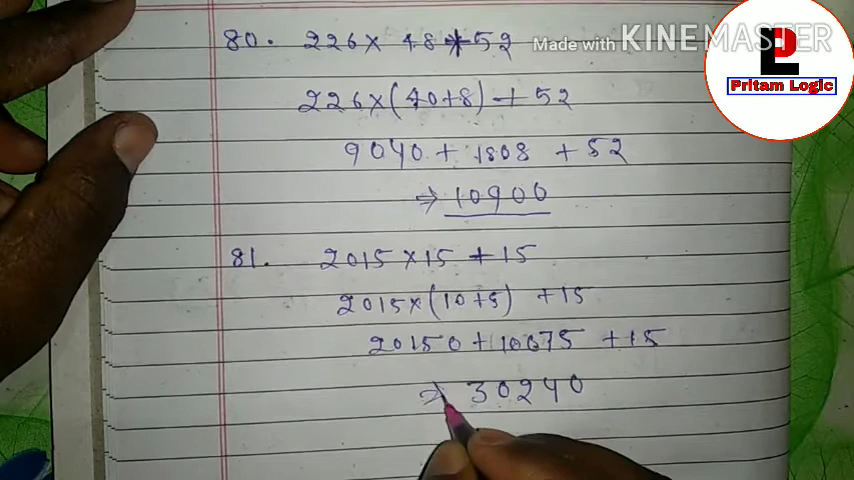 80. 226 x 48 + 52
Made with KINEMASTER
Pritam Logic
226 x (40+8) + 52
9040 + 1808 + 52
⇒ 10900
81. 2015 x 15 + 15
2015 x (10+5) + 15
20150 + 10075 + 15
⇒ 30240